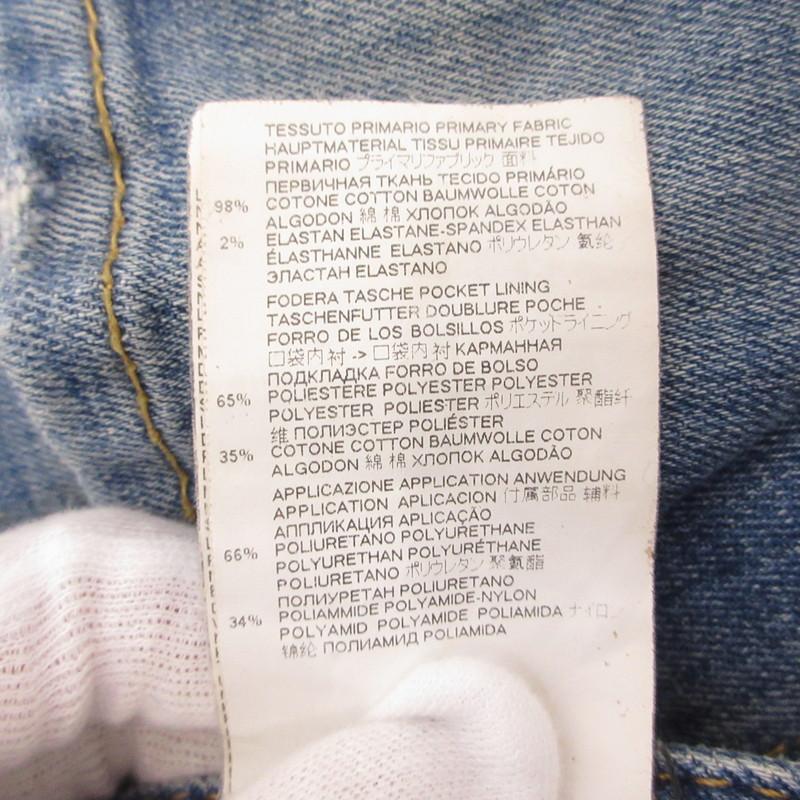 TESSUTO PRIMARIO PRIMARY FABRIC
HAUPTMATERIAL TISSU PRIMAIRE TEJIDO
PRIMARIO プライマリファブリック 面料
ПЕРВИЧНАЯ ТКАНЬ TECIDO PRIMÁRIO
98% COTONE COTTON BAUMWOLLE COTON
ALGODON 綿 棉 ХЛОПОК ALGODÃO
2% ELASTAN ELASTANE-SPANDEX ELASTHAN
ÉLASTHANNE ELASTANO ポリウレタン 氨纶
ЭЛАСТАН ELASTANO
FODERA TASCHE POCKET LINING
TASCHENFUTTER DOUBLURE POCHE
FORRO DE LOS BOLSILLOS ポケットライニング
口袋内衬 -> 口袋内衬 КАРМАННАЯ
ПОДКЛАДКА FORRO DE BOLSO
65% POLIESTERE POLYESTER POLYESTER
POLYESTER POLIESTER ポリエステル 聚酯纤
维 ПОЛИЭСТЕР POLIÉSTER
35% COTONE COTTON BAUMWOLLE COTON
ALGODON 綿 棉 ХЛОПОК ALGODÃO
APPLICAZIONE APPLICATION ANWENDUNG
APPLICATION APLICACION 付属部品 辅料
АППЛИКАЦИЯ APLICAÇÃO
66% POLIURETANO POLYURETHANE
POLYURETHAN POLYURÉTHANE
POLIURETANO ポリウレタン 聚氨酯
ПОЛИУРЕТАН POLIURETANO
34% POLIAMMIDE POLYAMIDE-NYLON
POLYAMID POLYAMIDE POLIAMIDA ナイロ
锦纶 ПОЛИАМИД POLIAMIDA